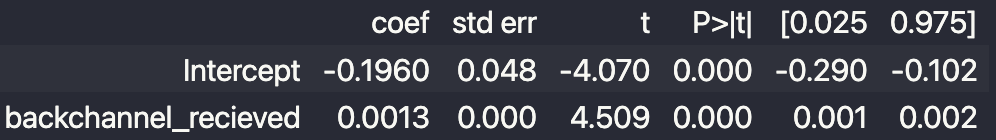 coef std err t P>|t| [0.025 0.975]
Intercept -0.1960 0.048 -4.070 0.000 -0.290 -0.102
backchannel_recieved 0.0013 0.000 4.509 0.000 0.001 0.002